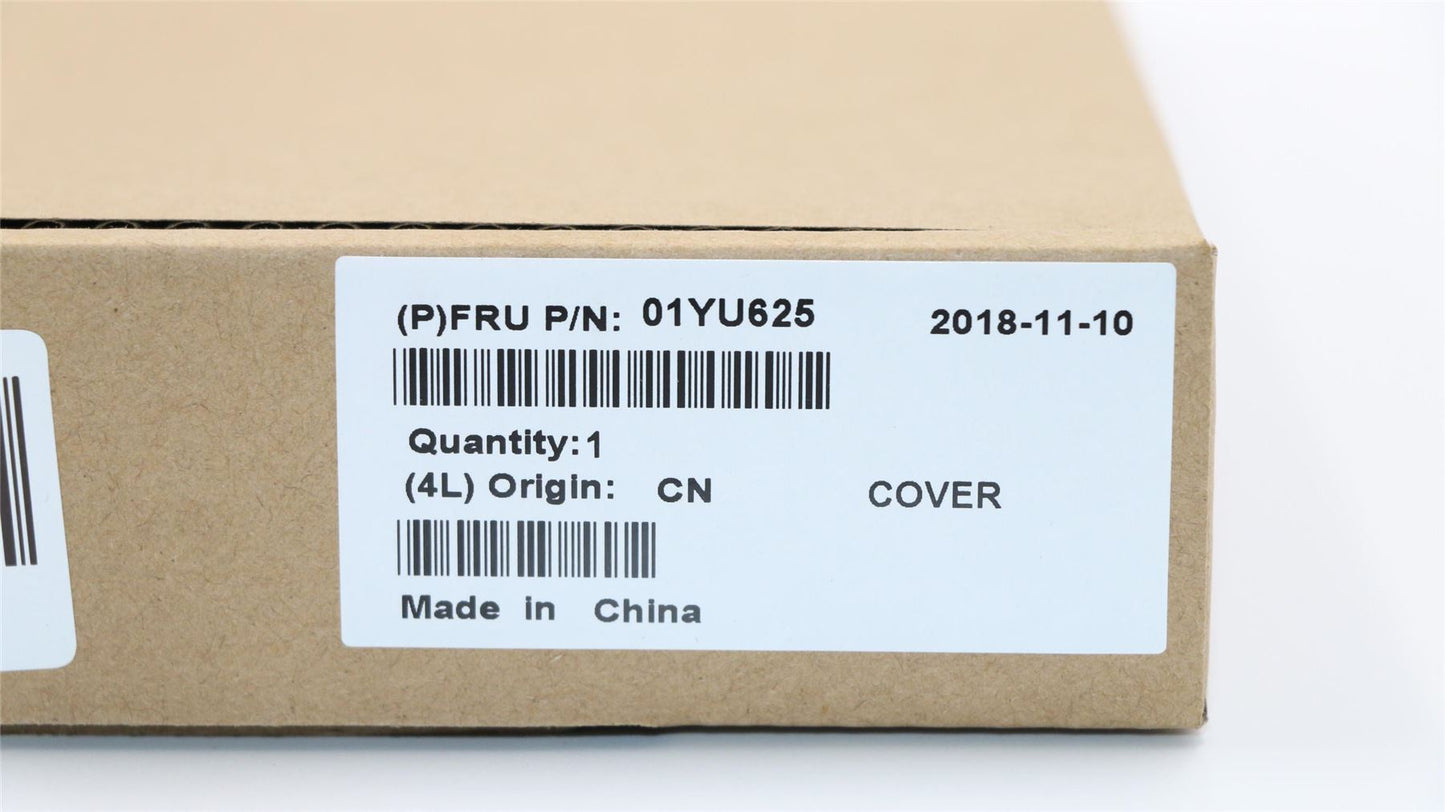 (P)FRU P/N: 01YU625 2018-11-10
Quantity:1
(4L) Origin: CN COVER
Made in China